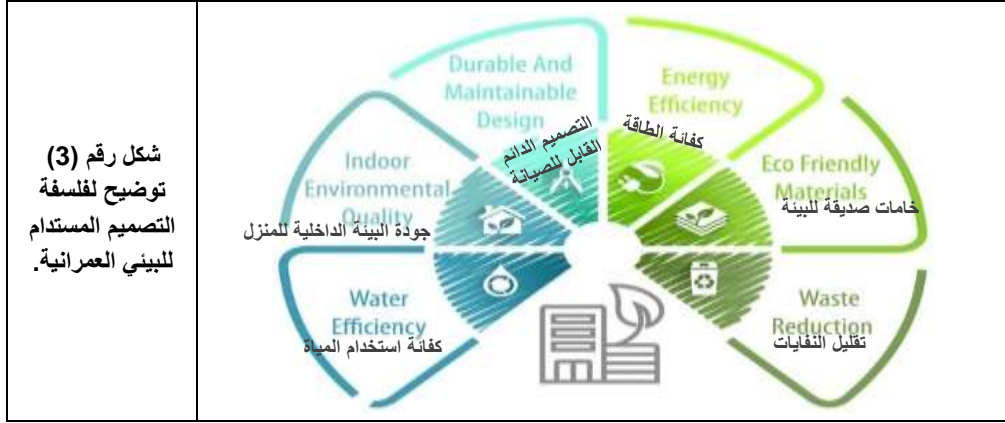 شكل رقم (3)
توضيح لفلسفة
التصميم المستدام
للبيئي العمرانية.
Durable And
Maintainable
Design
التصميم الدائم
القابل للصيانة
Energy
Efficiency
كفائة الطاقة
Indoor
Environmental
Quality
جودة البيئة الداخلية للمنزل
Eco Friendly
Materials
خامات صديقة للبيئة
Water
Efficiency
كفائة استخدام المياة
Waste
Reduction
تقليل النفايات